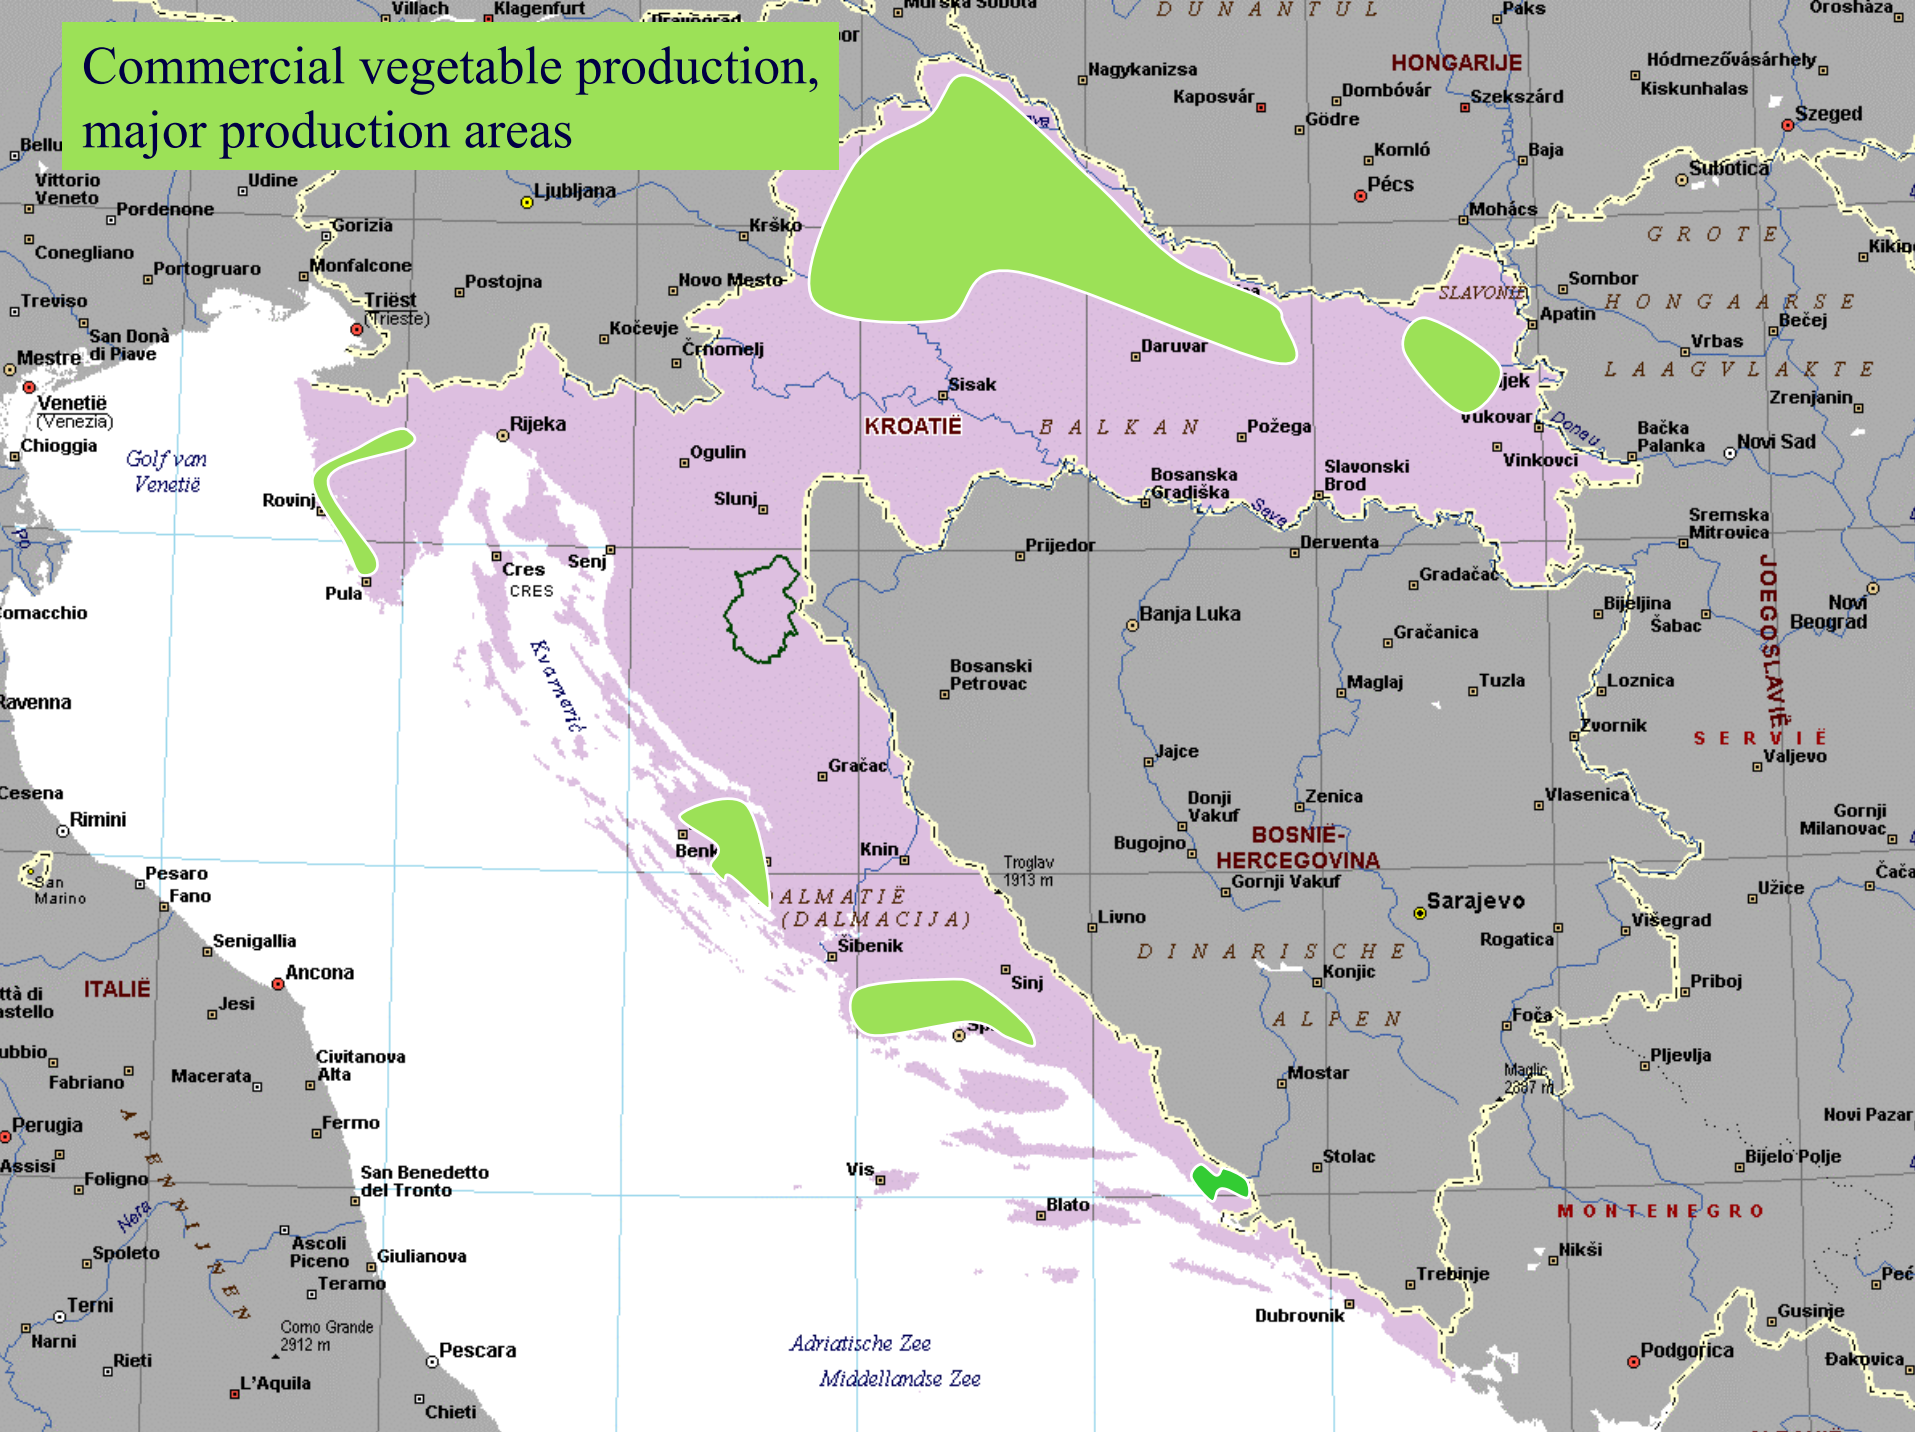 Commercial vegetable production,
major production areas
Villach
Klagenfurt
DUNANTUL
Paks
Orosháza
Nagykanizsa
HONGARIJE
Hódmezővásárhely
Kaposvár
Dombóvár
Szekszárd
Kiskunhalas
Gödre
Szeged
Komló
Baja
Subotica
Pécs
Vittorio
Veneto
Udine
Ljubljana
Pordenone
Gorizia
Krško
Mohács
GROTE
Conegliano
Portogruaro
Monfalcone
Postojna
Novo Mesto
SLAVONIË
Sombor
HONGAARSE
Treviso
Triëst
(Trieste)
Apatin
Bečej
San Donà
di Piave
Kočevje
Črnomelj
Daruvar
Vrbas
Mestre
LAAGVLAKTE
Sisak
Zrenjanin
Venetië
(Venezia)
Rijeka
KROATIË
BALKAN
Požega
Vukovar
Donau
Bačka
Palanka
Novi Sad
Chioggia
Golf van
Venetië
Ogulin
Vinkovci
Bosanska
Gradiška
Slavonski
Brod
Rovinj
Slunj
Sava
Sremska
Mitrovica
Prijedor
Derventa
Cres
CRES
Senj
Gradačac
JOEGOSLAVIË
Pula
Banja Luka
Bijeljina
Šabac
Novi
Beograd
Gračanica
Kvarnerić
Bosanski
Petrovac
Maglaj
Tuzla
Loznica
Zvornik
SERVIË
Jajce
Valjevo
Gračac
Cesena
Donji
Vakuf
Zenica
Vlasenica
Gornji
Milanovac
Rimini
Bugojno
BOSNIË-
HERCEGOVINA
Knin
Troglav
1913 m
San
Marino
Pesaro
Fano
Gornji Vakuf
Užice
Sarajevo
(DALMACIJA)
Livno
Višegrad
Senigallia
Šibenik
DINARISCHE
Rogatica
ITALIË
Ancona
Sinj
Konjic
Priboj
Jesi
ALPEN
Foča
Civitanova
Alta
Pljevlja
Fabriano
Macerata
Mostar
Maglic
2387 m
Perugia
Fermo
Novi Pazar
APENNIJNEN
Assisi
Foligno
San Benedetto
del Tronto
Vis
Stolac
Bijelo Polje
Nera
Blato
MONTENEGRO
Spoleto
Ascoli
Piceno
Giulianova
Nikši
Teramo
Trebinje
Terni
Dubrovnik
Gusinje
Narni
Como Grande
2912 m
Adriatische Zee
Podgorica
Rieti
Pescara
Middellandse Zee
Đakovica
L'Aquila
Chieti